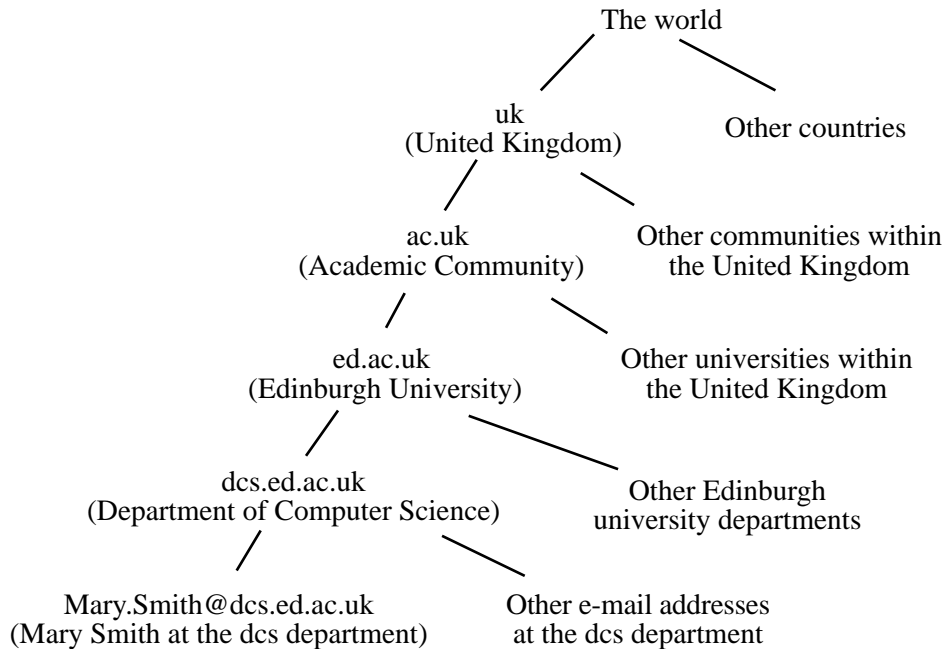 The world
uk
(United Kingdom)
Other countries
ac.uk
(Academic Community)
Other communities within
the United Kingdom
ed.ac.uk
(Edinburgh University)
Other universities within
the United Kingdom
dcs.ed.ac.uk
(Department of Computer Science)
Other Edinburgh
university departments
Mary.Smith@dcs.ed.ac.uk
(Mary Smith at the dcs department)
Other e-mail addresses
at the dcs department